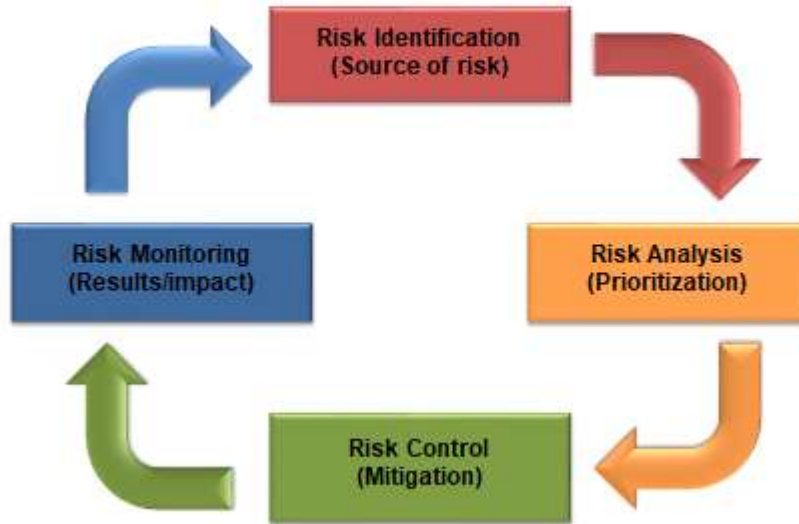 Risk Identification
(Source of risk)
Risk Monitoring
(Results/impact)
Risk Analysis
(Prioritization)
Risk Control
(Mitigation)